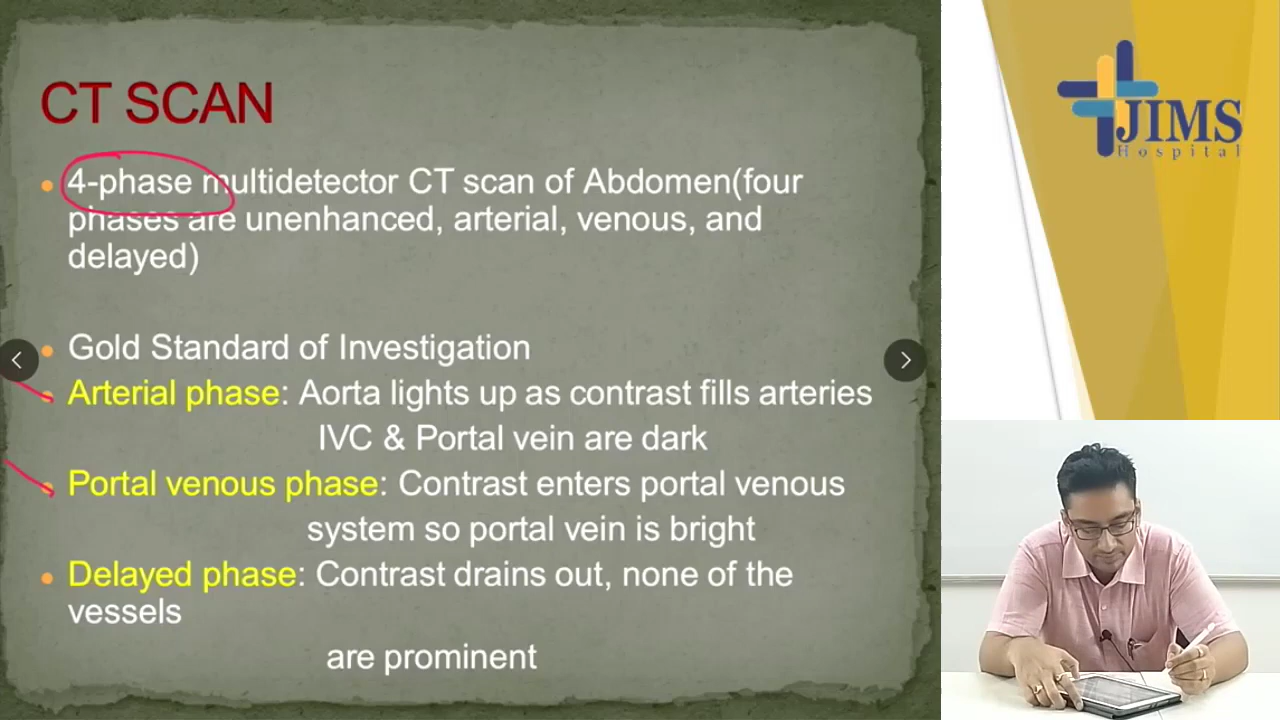 CT SCAN
4-phase multidetector CT scan of Abdomen(four
phases are unenhanced, arterial, venous, and
delayed)
Gold Standard of Investigation
Arterial phase: Aorta lights up as contrast fills arteries
IVC & Portal vein are dark
Portal venous phase: Contrast enters portal venous
system so portal vein is bright
Delayed phase: Contrast drains out, none of the
vessels
are prominent
JIMS
Hospital